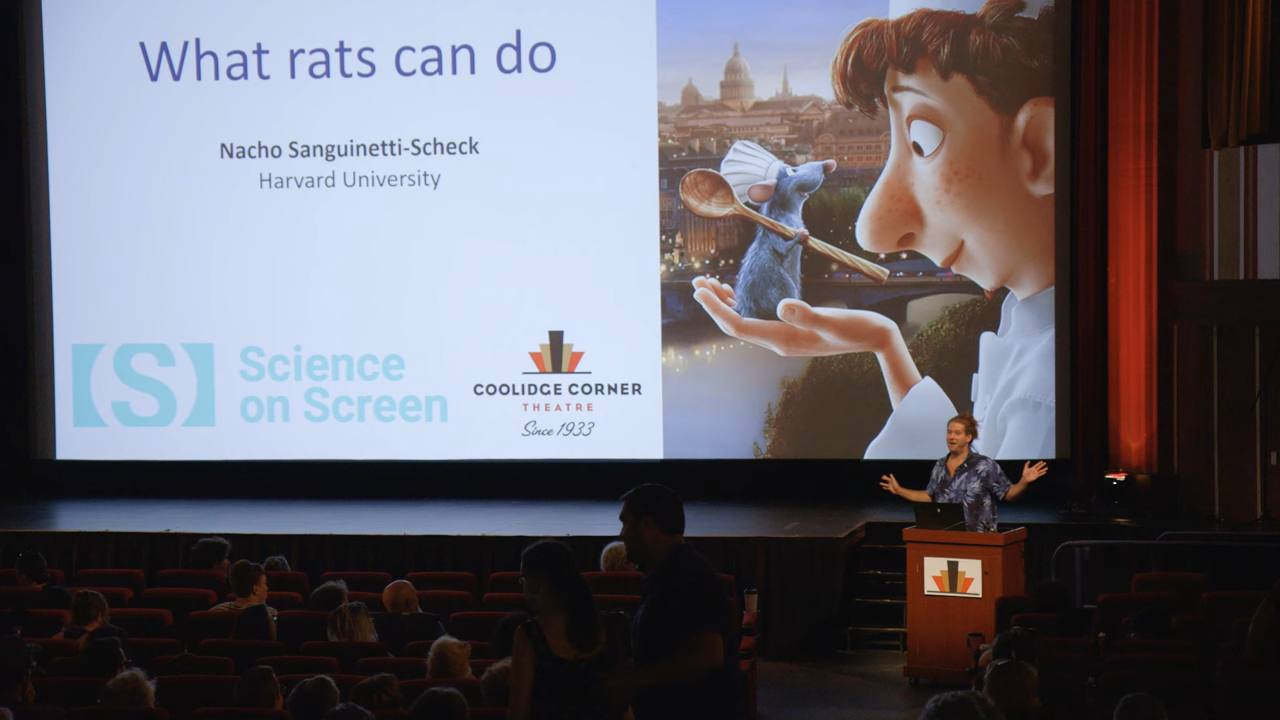 What rats can do
Nacho Sanguinetti-Scheck
Harvard University
(S)
Science
on Screen
COOLIDGE CORNER
THEATRE
Since 1933